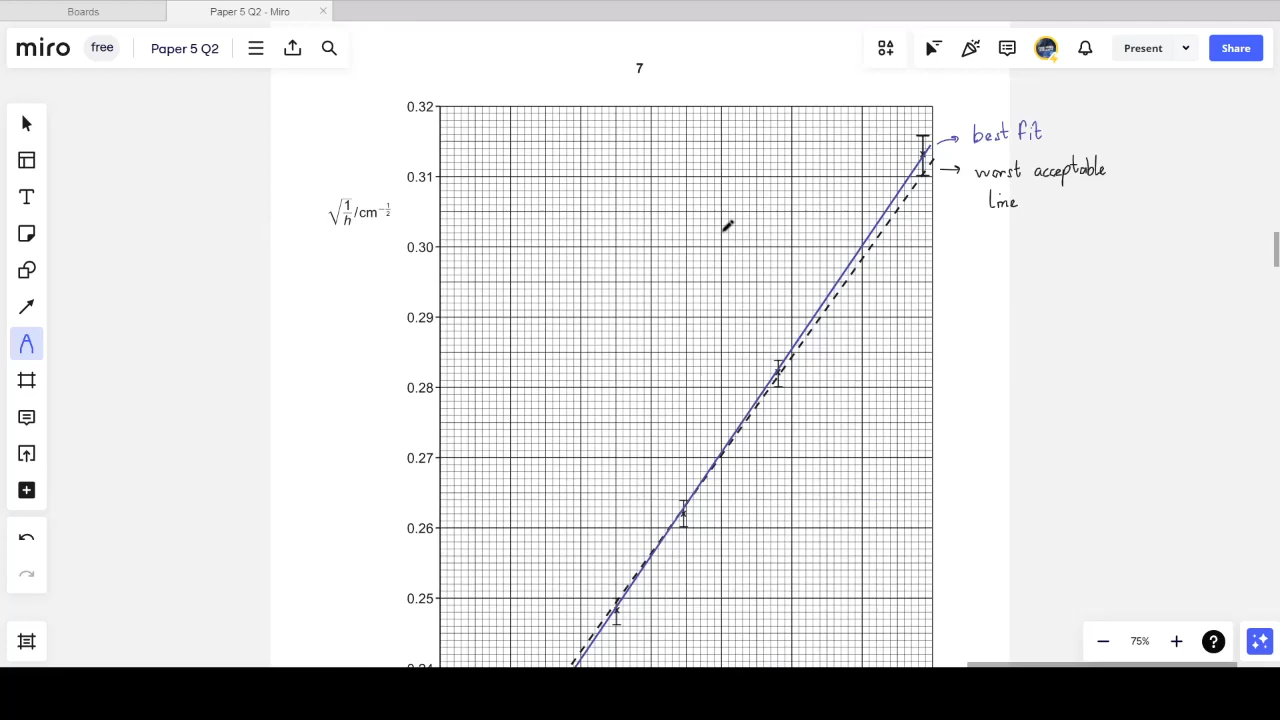 Boards
Paper 5 Q2 - Miro
miro free Paper 5 Q2
Present
Share
7
0.32
best fit
0.31
worst acceptable
line
√1/h /cm^-1/2
0.30
0.29
0.28
0.27
0.26
0.25
0.24
75%